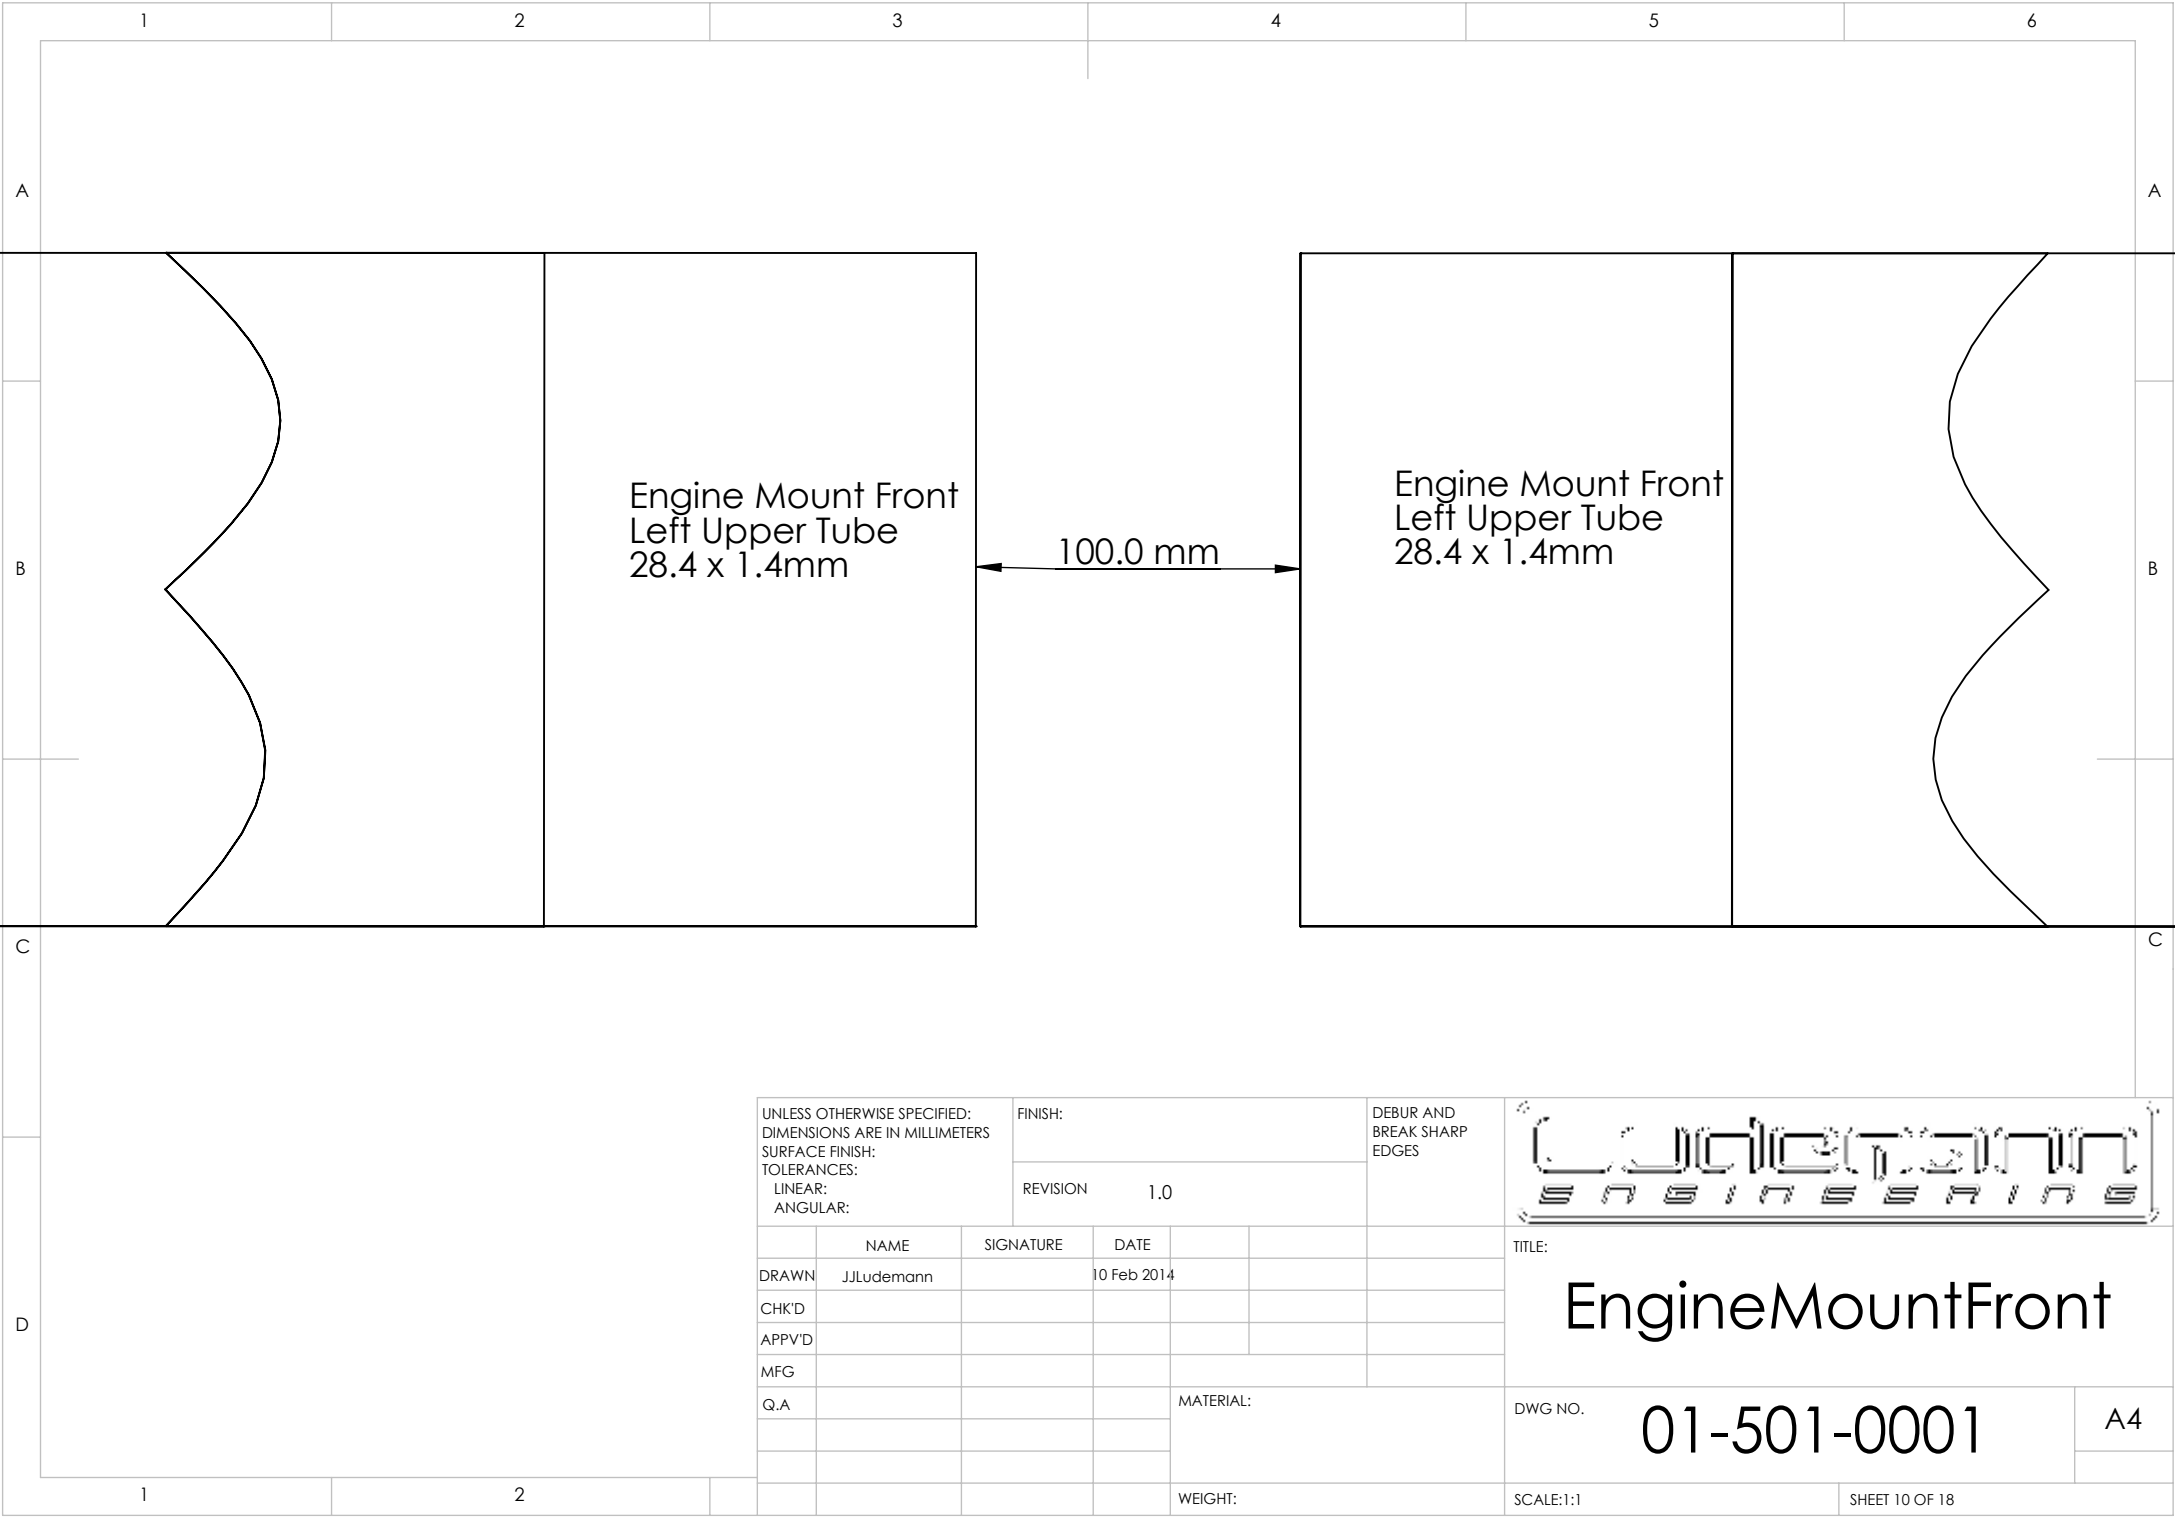 1 2 3 4 5 6
A A
Engine Mount Front
Left Upper Tube
28.4 x 1.4mm
100.0 mm
Engine Mount Front
Left Upper Tube
28.4 x 1.4mm
B B
C C
UNLESS OTHERWISE SPECIFIED:
DIMENSIONS ARE IN MILLIMETERS
SURFACE FINISH:
TOLERANCES:
LINEAR:
ANGULAR:
FINISH:
REVISION 1.0
DEBUR AND
BREAK SHARP
EDGES
Ludemann
ENGINEERING
NAME SIGNATURE DATE
DRAWN JJLudemann 10 Feb 2014
CHK'D
APPV'D
MFG
Q.A
MATERIAL:
WEIGHT:
TITLE:
EngineMountFront
DWG NO. 01-501-0001
A4
SCALE:1:1
SHEET 10 OF 18
D
1 2